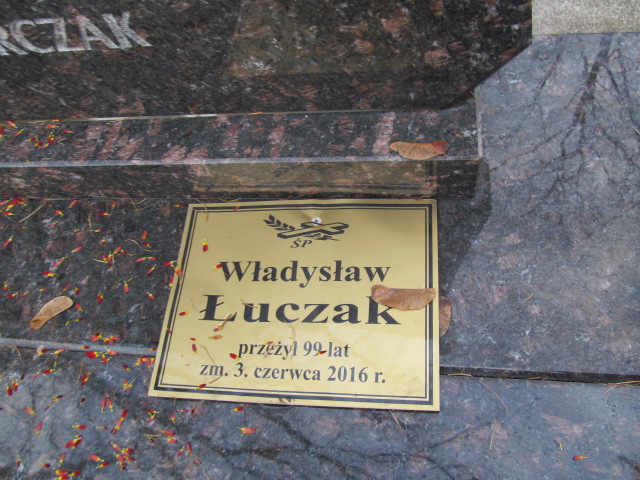 RCZAK
ŚP
Władysław
Łuczak
przeżył 99 lat
zm. 3. czerwca 2016 r.